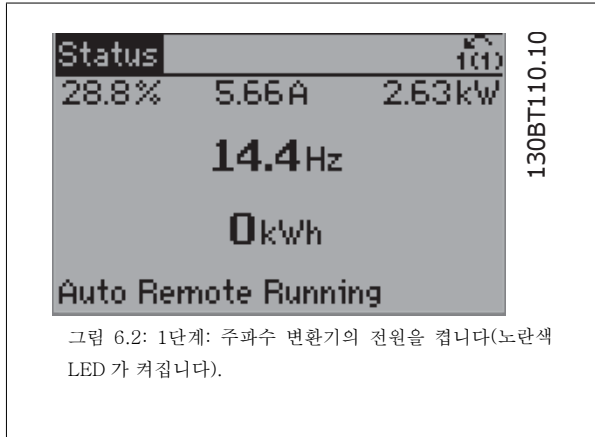 Status 1(1)
28.8% 5.66A 2.63kW
14.4Hz
0kWh
Auto Remote Running
130BT110.10
그림 6.2: 1단계: 주파수 변환기의 전원을 켭니다(노란색
LED 가 켜집니다).